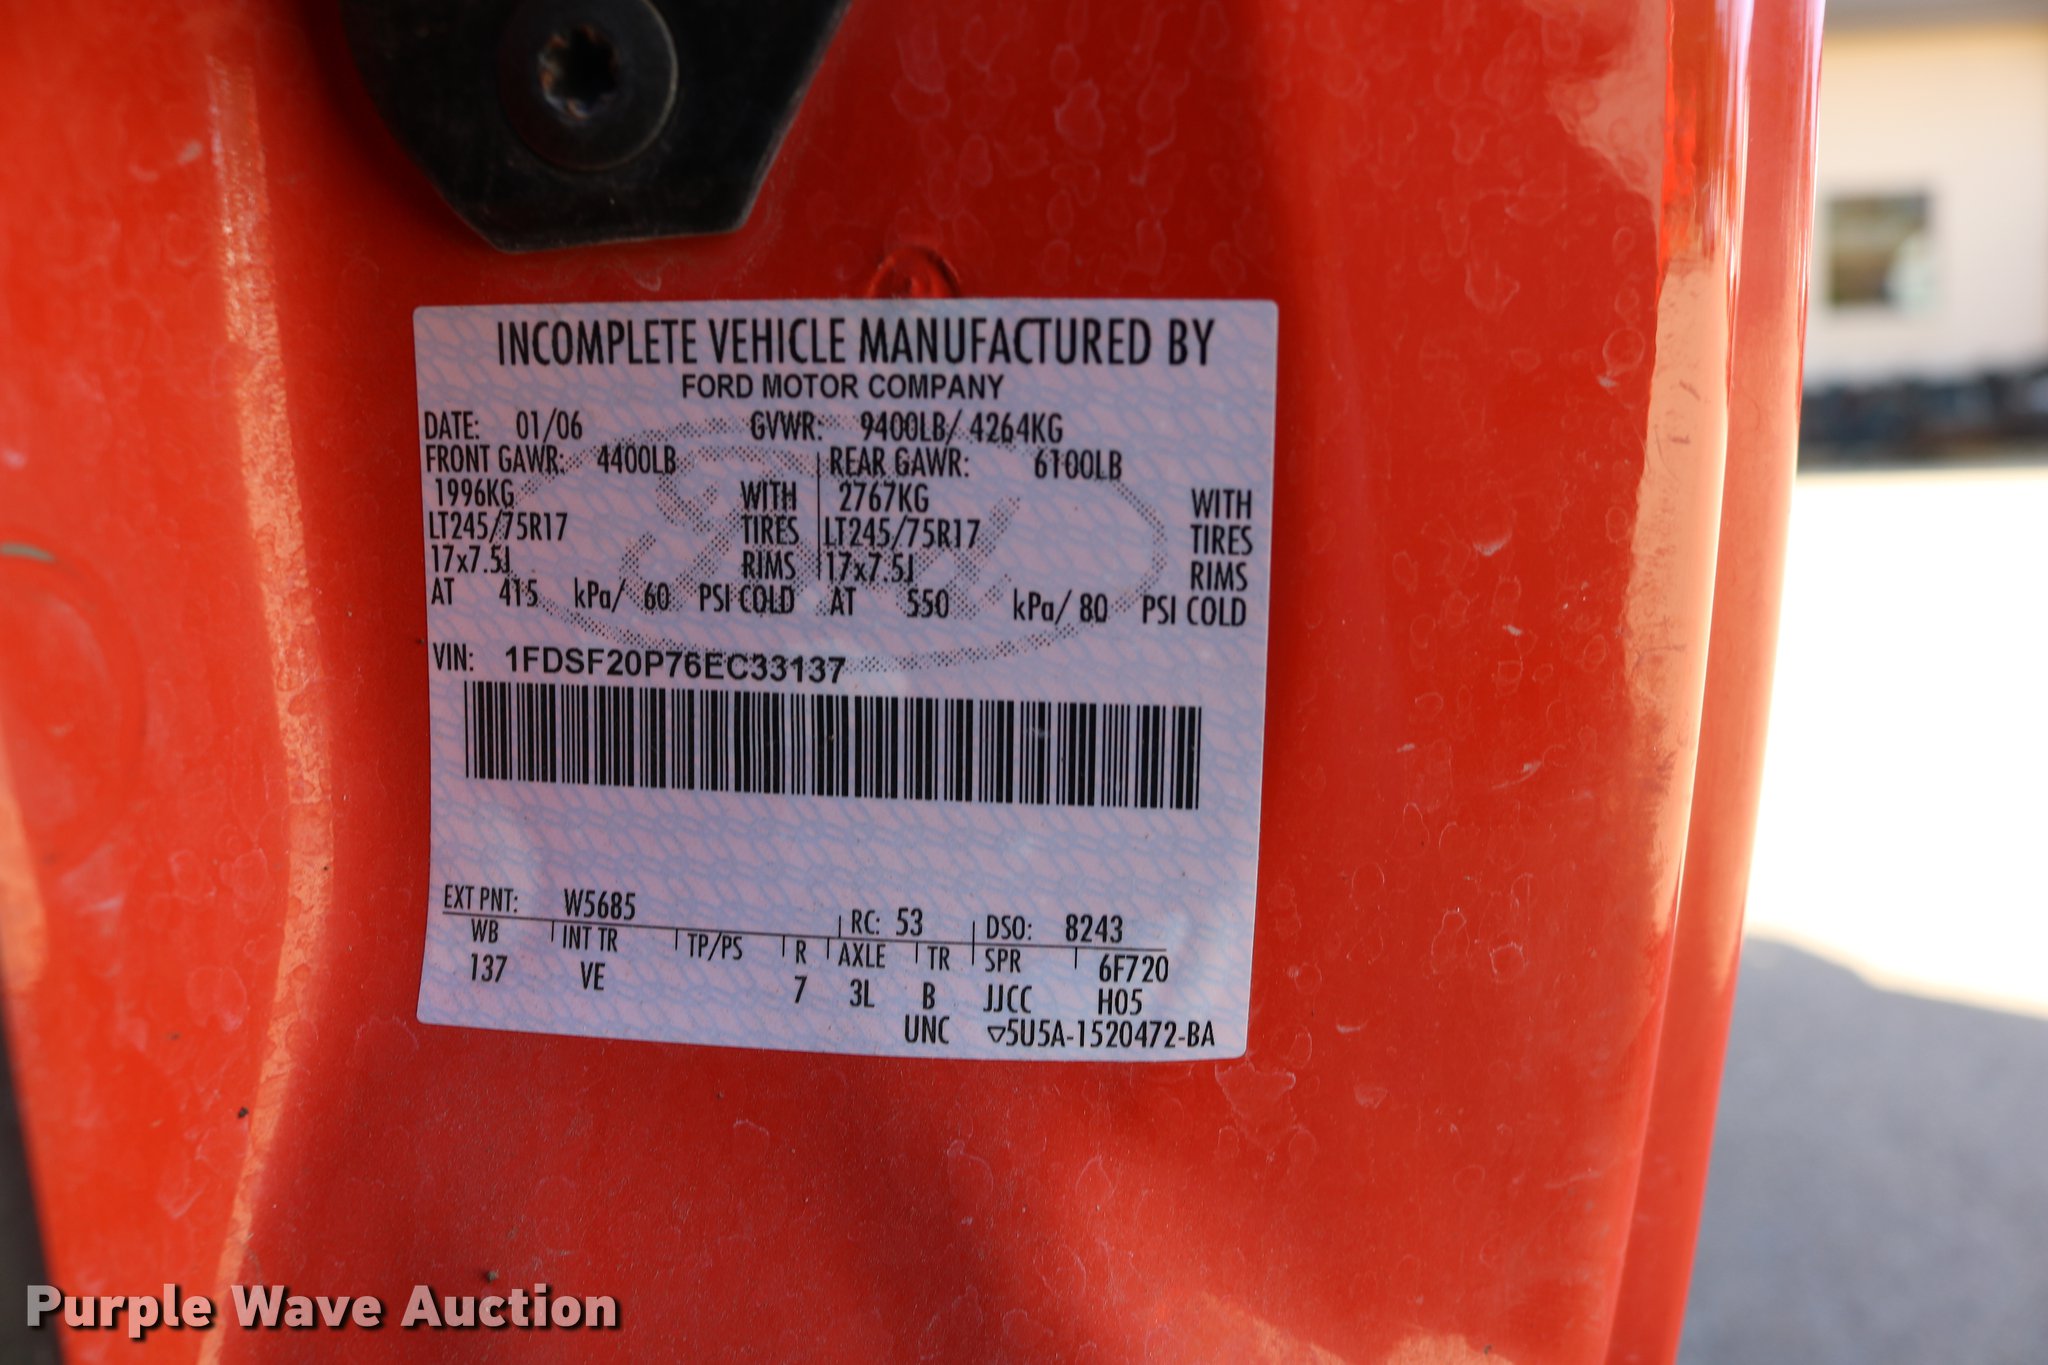 INCOMPLETE VEHICLE MANUFACTURED BY
FORD MOTOR COMPANY
DATE: 01/06 GVWR: 9400LB/ 4264KG
FRONT GAWR: 4400LB REAR GAWR: 6100LB
1996KG WITH 2767KG WITH
LT245/75R17 TIRES LT245/75R17 TIRES
17x7.5J RIMS 17x7.5J RIMS
AT 415 kPa/ 60 PSI COLD AT 550 kPa/ 80 PSI COLD
VIN: 1FDSF20P76EC33137
EXT PNT: W5685 RC: 53 DSO: 8243
WB INT TR TP/PS R AXLE TR SPR 6F720
137 VE 7 3L B JJCC H05
UNC ▽5U5A-1520472-BA
Purple Wave Auction